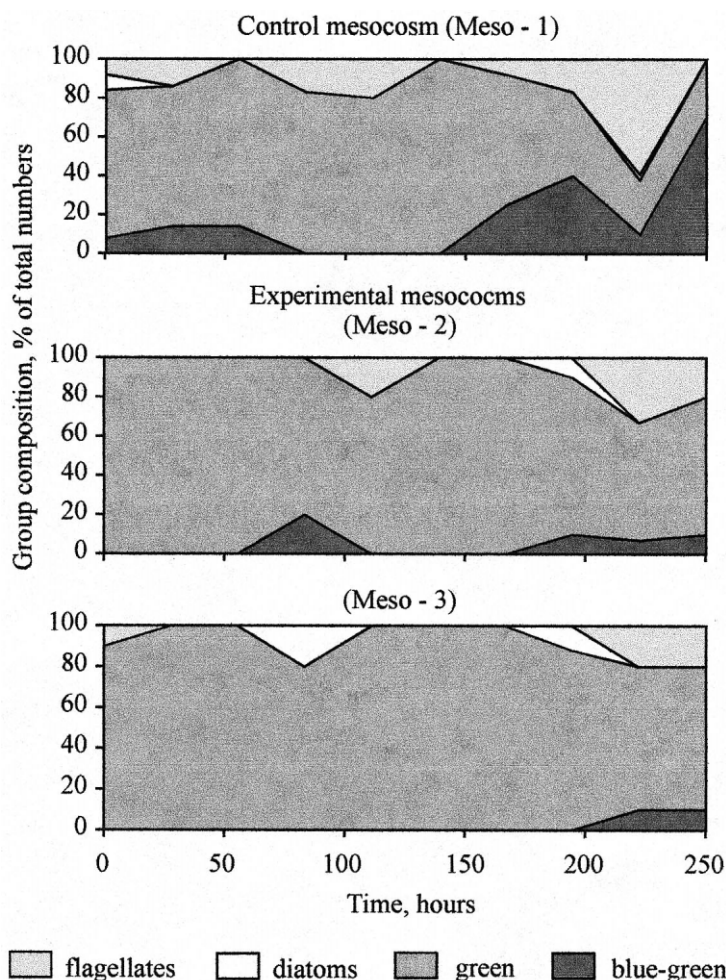 Control mesocosm (Meso - 1)
100
80
60
40
20
0
Experimental mesococms
(Meso - 2)
100
80
60
40
20
0
Group composition, % of total numbers
(Meso - 3)
100
80
60
40
20
0
0 50 100 150 200 250
Time, hours
flagellates diatoms green blue-green